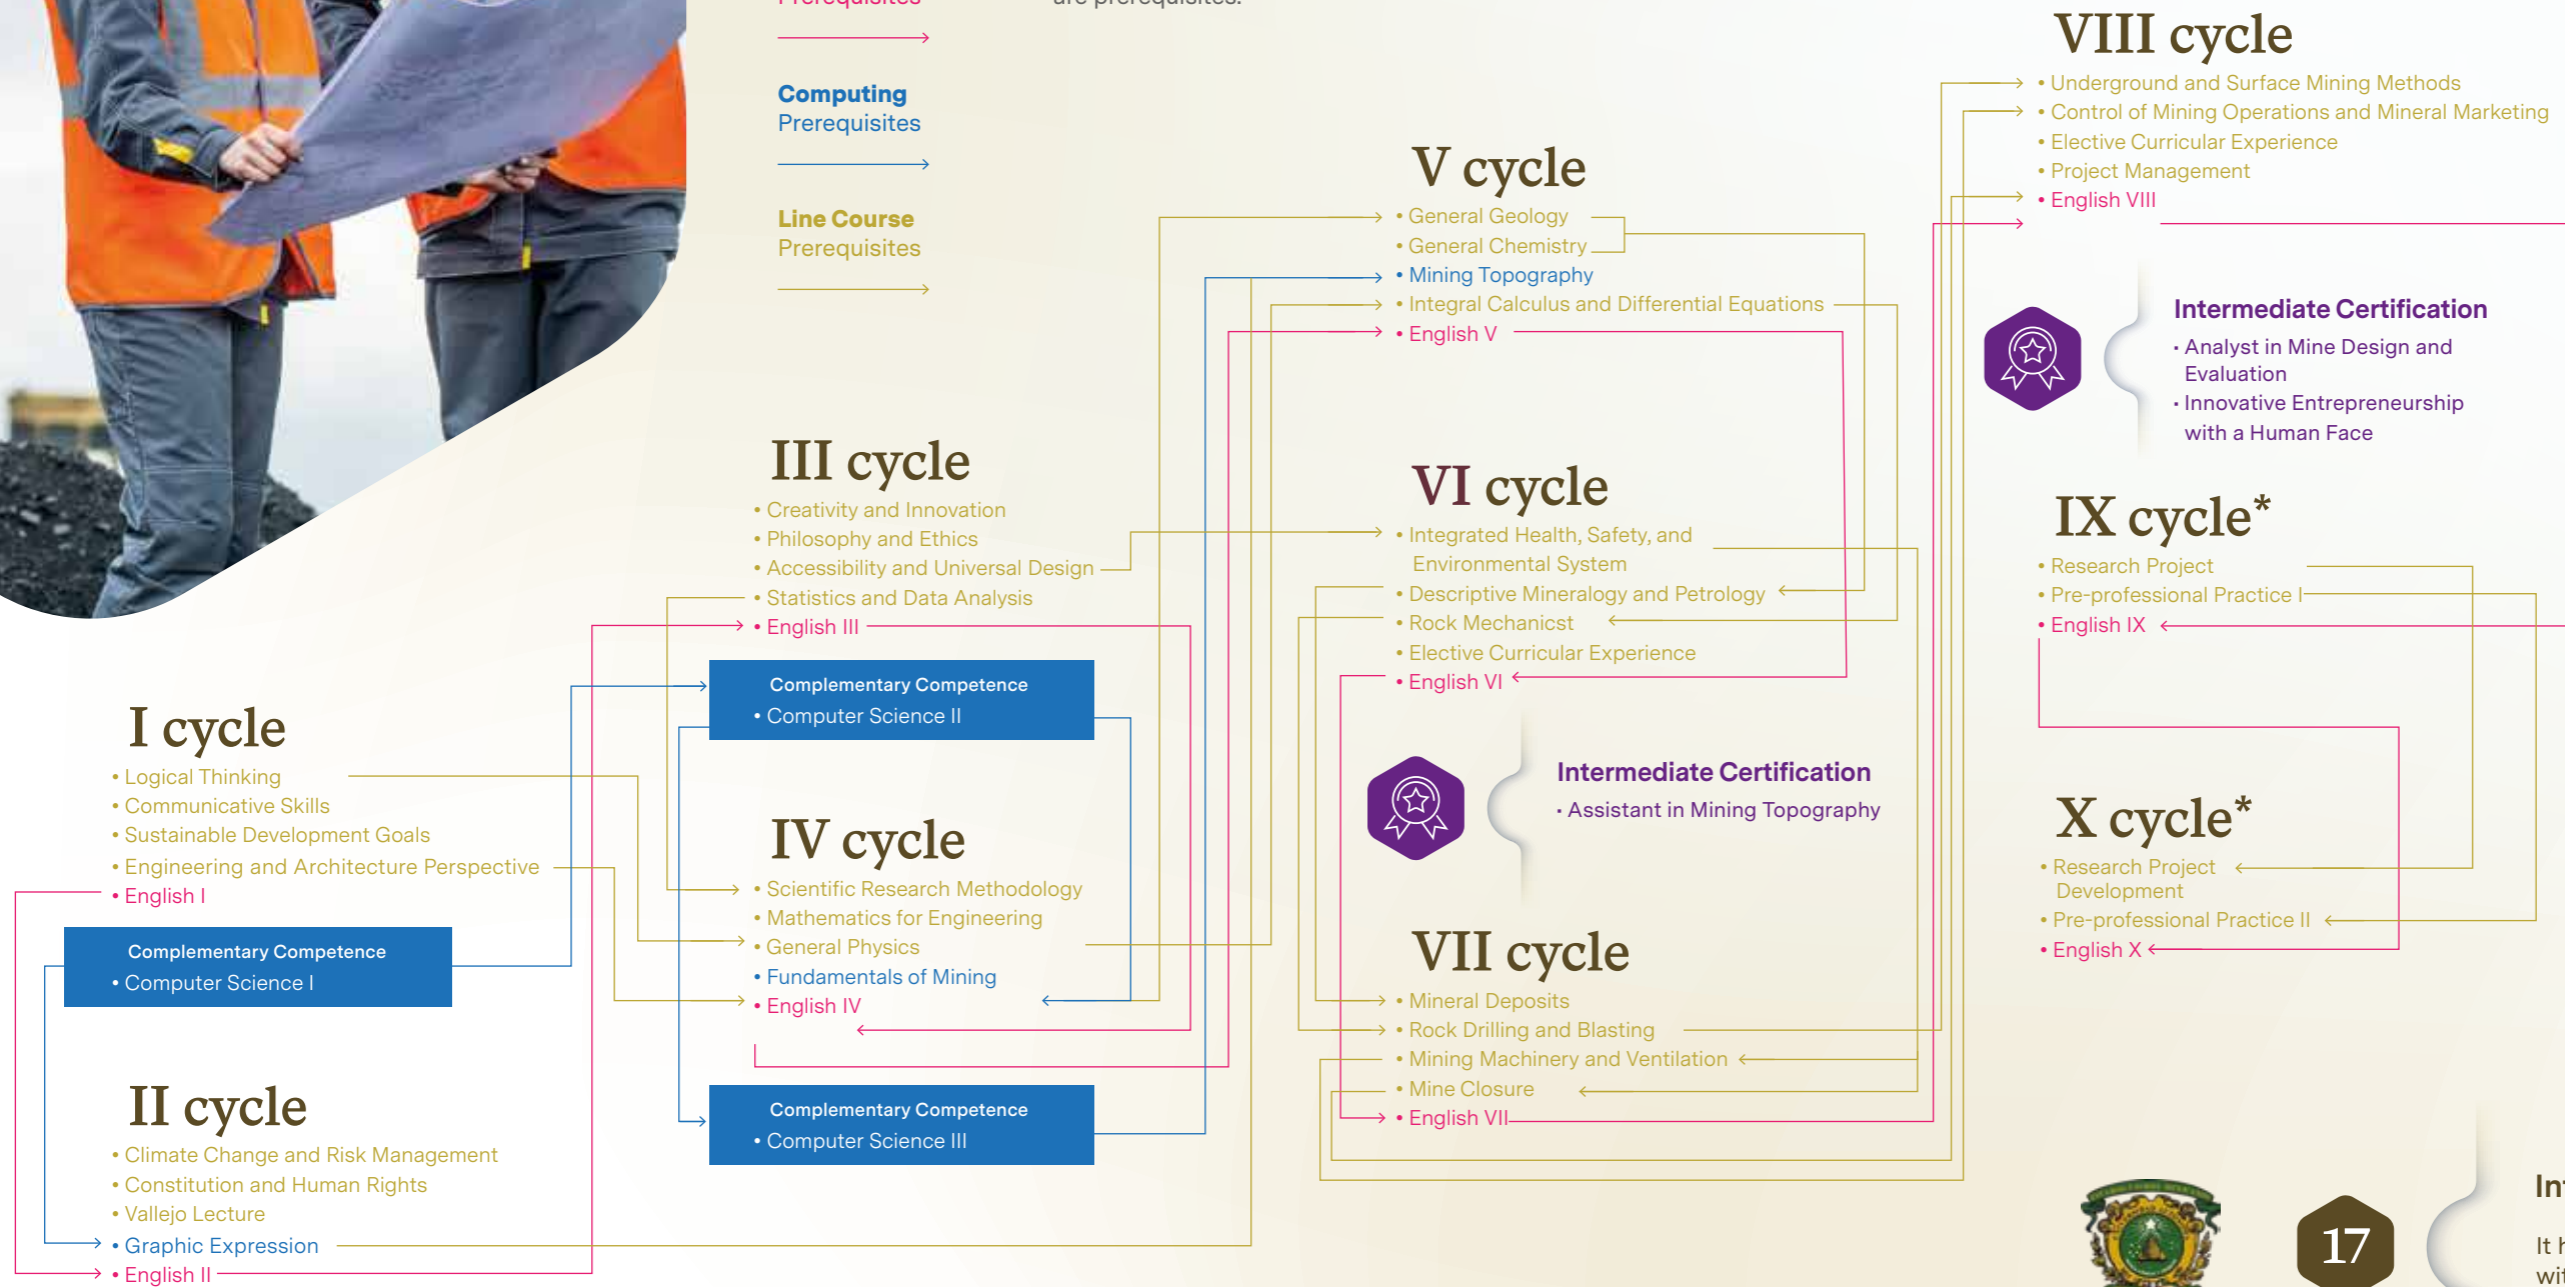 Prerequisites
are prerequisites.
Computing
Prerequisites
Line Course
Prerequisites
I cycle
• Logical Thinking
• Communicative Skills
• Sustainable Development Goals
• Engineering and Architecture Perspective
• English I
Complementary Competence
• Computer Science I
II cycle
• Climate Change and Risk Management
• Constitution and Human Rights
• Vallejo Lecture
• Graphic Expression
• English II
III cycle
• Creativity and Innovation
• Philosophy and Ethics
• Accessibility and Universal Design
• Statistics and Data Analysis
• English III
Complementary Competence
• Computer Science II
IV cycle
• Scientific Research Methodology
• Mathematics for Engineering
• General Physics
• Fundamentals of Mining
• English IV
Complementary Competence
• Computer Science III
V cycle
• General Geology
• General Chemistry
• Mining Topography
• Integral Calculus and Differential Equations
• English V
VI cycle
• Integrated Health, Safety, and
Environmental System
• Descriptive Mineralogy and Petrology
• Rock Mechanicst
• Elective Curricular Experience
• English VI
Intermediate Certification
· Assistant in Mining Topography
VII cycle
• Mineral Deposits
• Rock Drilling and Blasting
• Mining Machinery and Ventilation
• Mine Closure
• English VII
VIII cycle
• Underground and Surface Mining Methods
• Control of Mining Operations and Mineral Marketing
• Elective Curricular Experience
• Project Management
• English VIII
Intermediate Certification
· Analyst in Mine Design and
Evaluation
· Innovative Entrepreneurship
with a Human Face
IX cycle*
• Research Project
• Pre-professional Practice I
• English IX
X cycle*
• Research Project
Development
• Pre-professional Practice II
• English X
17
It